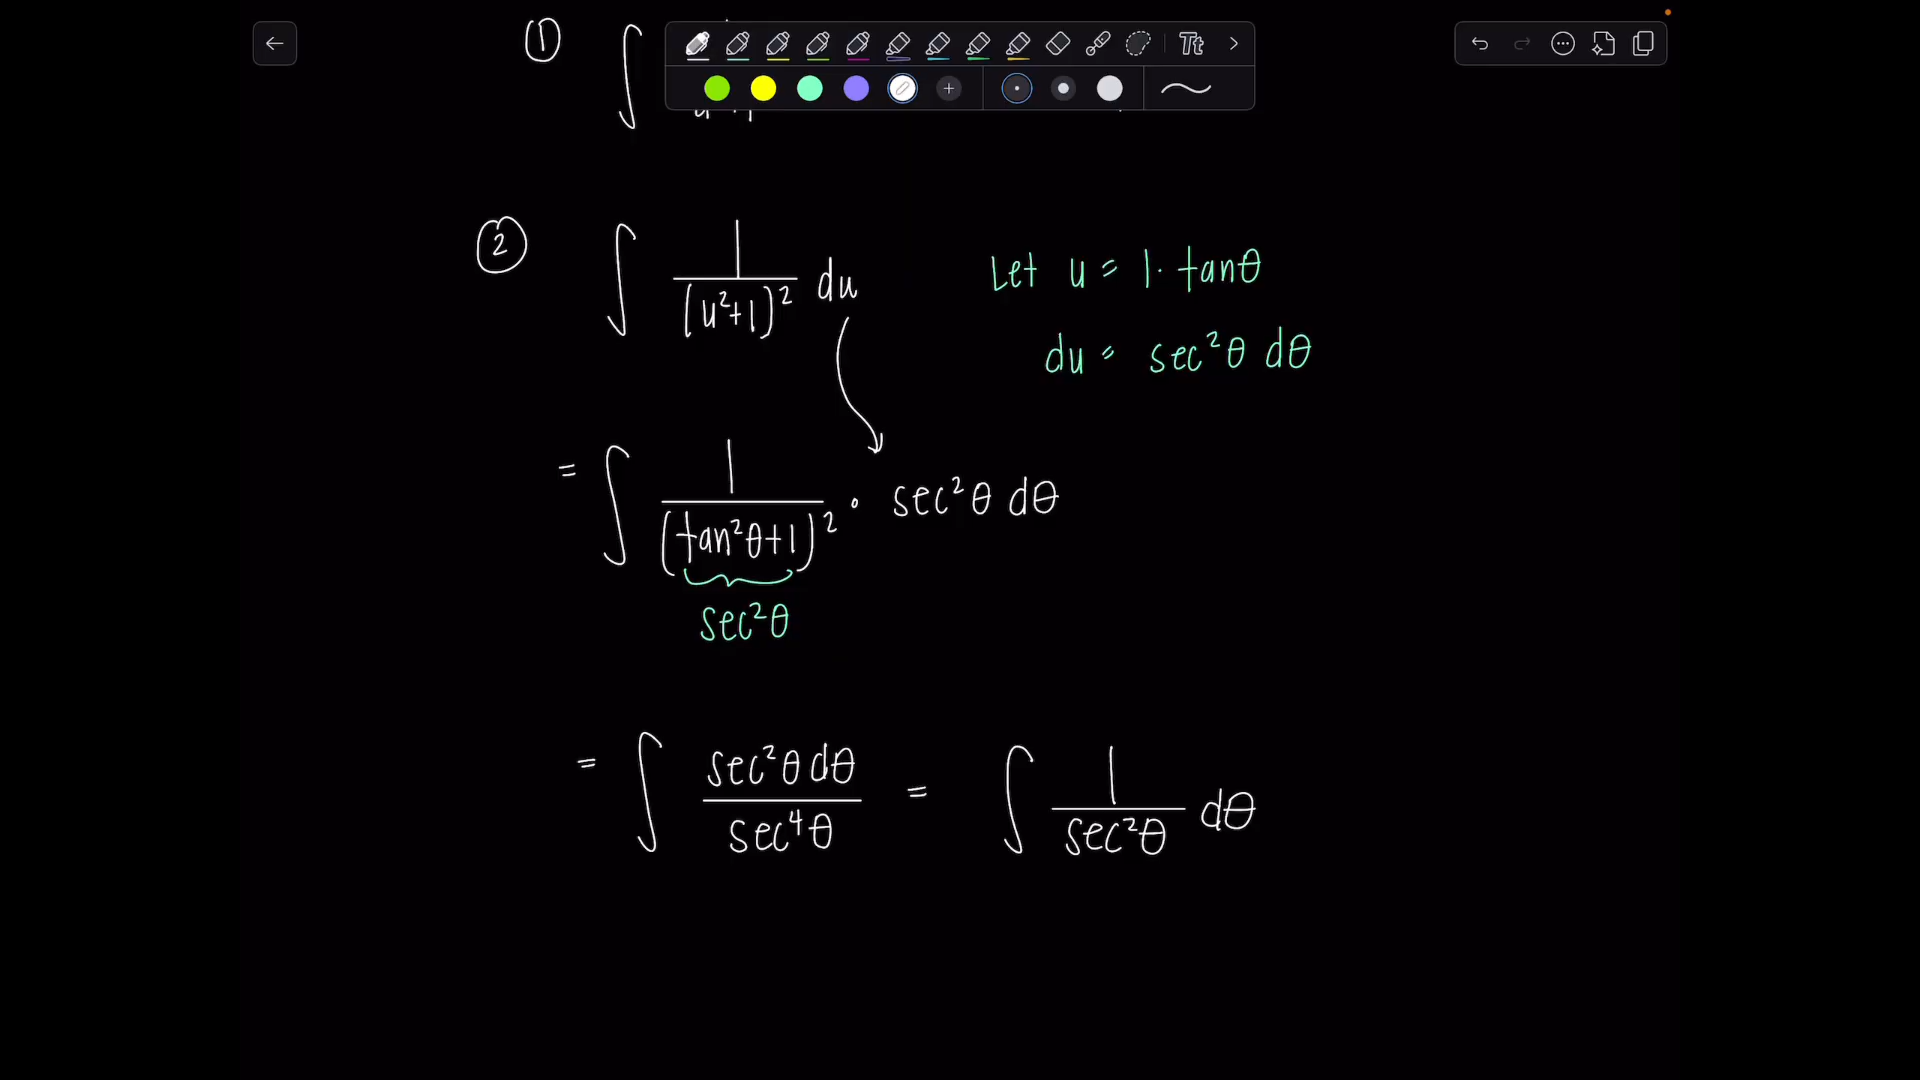 ① ∫
Tt
② ∫ 1/(u²+1)² du
Let u = 1· tanθ
du = sec²θ dθ
= ∫ 1/(tan²θ+1)² · sec²θ dθ
sec²θ
= ∫ sec²θ dθ/sec⁴θ = ∫ 1/sec²θ dθ